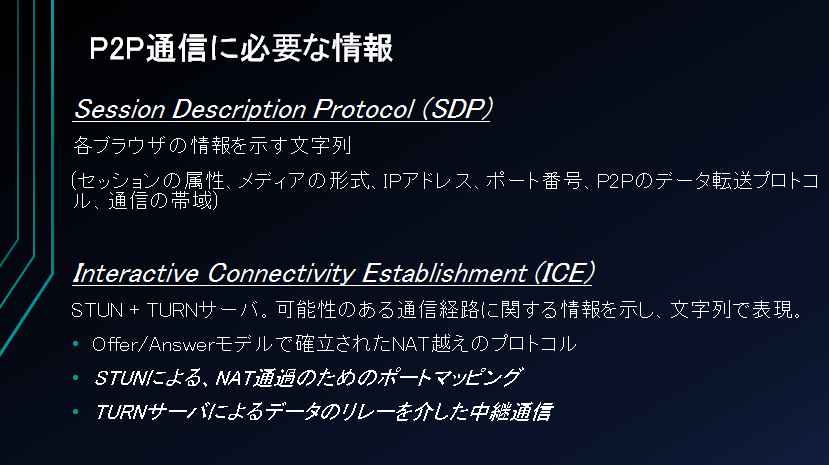 P2P通信に必要な情報
Session Description Protocol (SDP)
各ブラウザの情報を示す文字列
(セッションの属性、メディアの形式、IPアドレス、ポート番号、P2Pのデータ転送プロトコ
ル、通信の帯域)
Interactive Connectivity Establishment (ICE)
STUN + TURNサーバ。可能性のある通信経路に関する情報を示し、文字列で表現。
• Offer/Answerモデルで確立されたNAT越えのプロトコル
• STUNによる、NAT通過のためのポートマッピング
• TURNサーバによるデータのリレーを介した中継通信